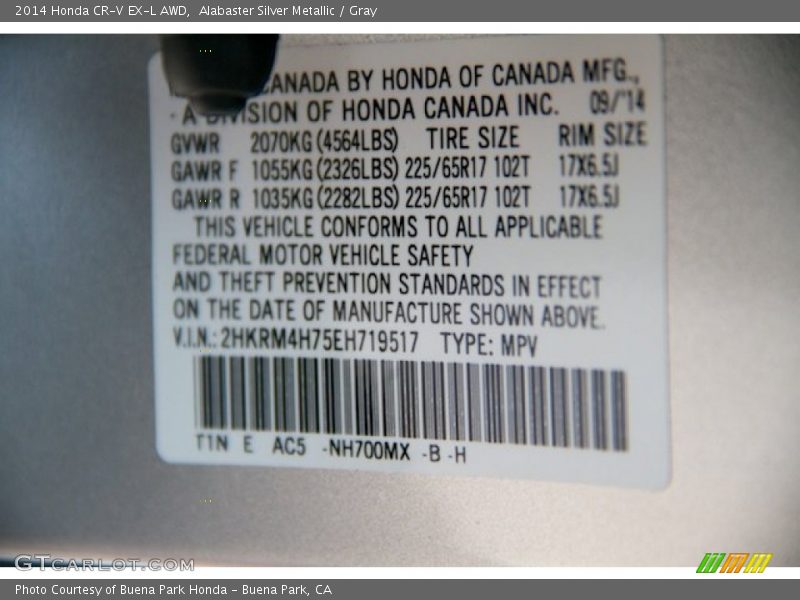 2014 Honda CR-V EX-L AWD,  Alabaster Silver Metallic / Gray
CANADA BY HONDA OF CANADA MFG.,
A DIVISION OF HONDA CANADA INC. 09/'14
GVWR 2070KG (4564LBS) TIRE SIZE RIM SIZE
GAWR F 1055KG (2326LBS) 225/65R17 102T 17X6.5J
GAWR R 1035KG (2282LBS) 225/65R17 102T 17X6.5J
THIS VEHICLE CONFORMS TO ALL APPLICABLE
FEDERAL MOTOR VEHICLE SAFETY
AND THEFT PREVENTION STANDARDS IN EFFECT
ON THE DATE OF MANUFACTURE SHOWN ABOVE.
V.I.N.: 2HKRM4H75EH719517 TYPE: MPV
T1N E AC5 -NH700MX -B -H
GTCARLOT.COM
Photo Courtesy of Buena Park Honda - Buena Park, CA